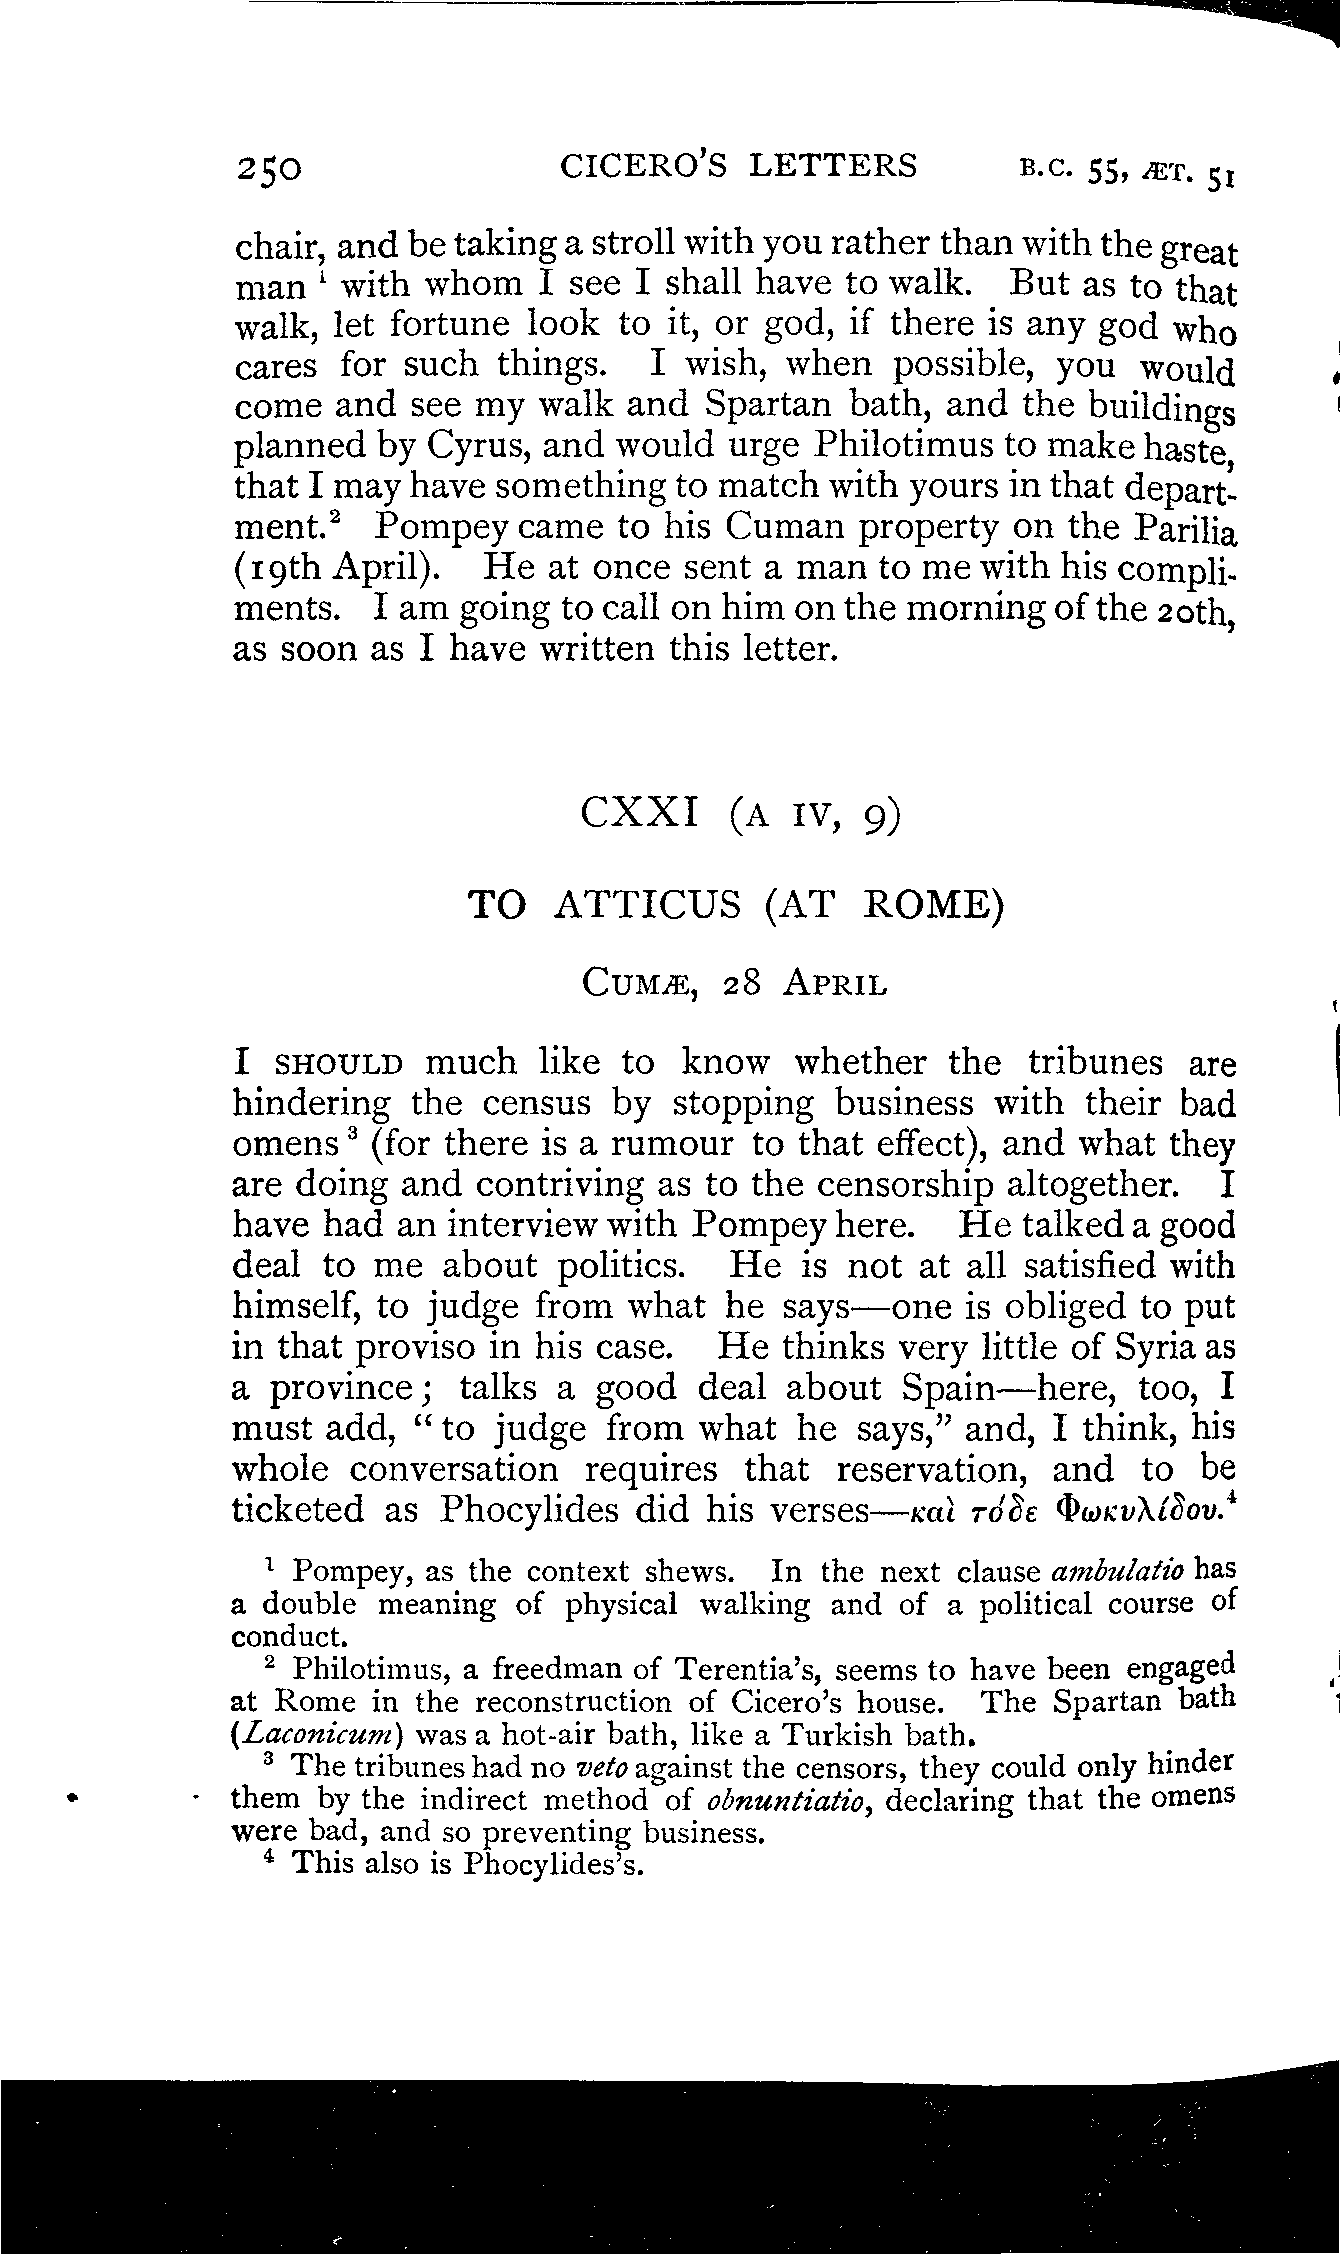 250 CICERO'S LETTERS B.C. 55, ÆT. 51
chair, and be taking a stroll with you rather than with the great
man ¹ with whom I see I shall have to walk. But as to that
walk, let fortune look to it, or god, if there is any god who
cares for such things. I wish, when possible, you would
come and see my walk and Spartan bath, and the buildings
planned by Cyrus, and would urge Philotimus to make haste,
that I may have something to match with yours in that depart-
ment.² Pompey came to his Cuman property on the Parilia
(19th April). He at once sent a man to me with his compli-
ments. I am going to call on him on the morning of the 20th,
as soon as I have written this letter.
CXXI (A IV, 9)
TO ATTICUS (AT ROME)
CUMÆ, 28 APRIL
I SHOULD much like to know whether the tribunes are
hindering the census by stopping business with their bad
omens ³ (for there is a rumour to that effect), and what they
are doing and contriving as to the censorship altogether. I
have had an interview with Pompey here. He talked a good
deal to me about politics. He is not at all satisfied with
himself, to judge from what he says—one is obliged to put
in that proviso in his case. He thinks very little of Syria as
a province; talks a good deal about Spain—here, too, I
must add, "to judge from what he says," and, I think, his
whole conversation requires that reservation, and to be
ticketed as Phocylides did his verses—καὶ τόδε Φωκυλίδου.⁴
¹ Pompey, as the context shews. In the next clause ambulatio has
a double meaning of physical walking and of a political course of
conduct.
² Philotimus, a freedman of Terentia's, seems to have been engaged
at Rome in the reconstruction of Cicero's house. The Spartan bath
(Laconicum) was a hot-air bath, like a Turkish bath.
³ The tribunes had no veto against the censors, they could only hinder
them by the indirect method of obnuntiatio, declaring that the omens
were bad, and so preventing business.
⁴ This also is Phocylides's.